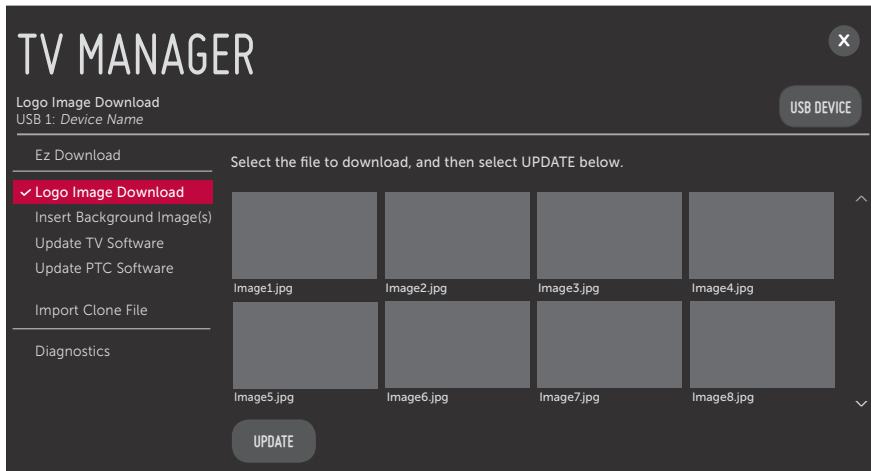 TV MANAGER
X
Logo Image Download
USB 1: Device Name
USB DEVICE
Ez Download
Logo Image Download
Insert Background Image(s)
Update TV Software
Update PTC Software
Import Clone File
Diagnostics
Select the file to download, and then select UPDATE below.
Image1.jpg
Image2.jpg
Image3.jpg
Image4.jpg
Image5.jpg
Image6.jpg
Image7.jpg
Image8.jpg
UPDATE